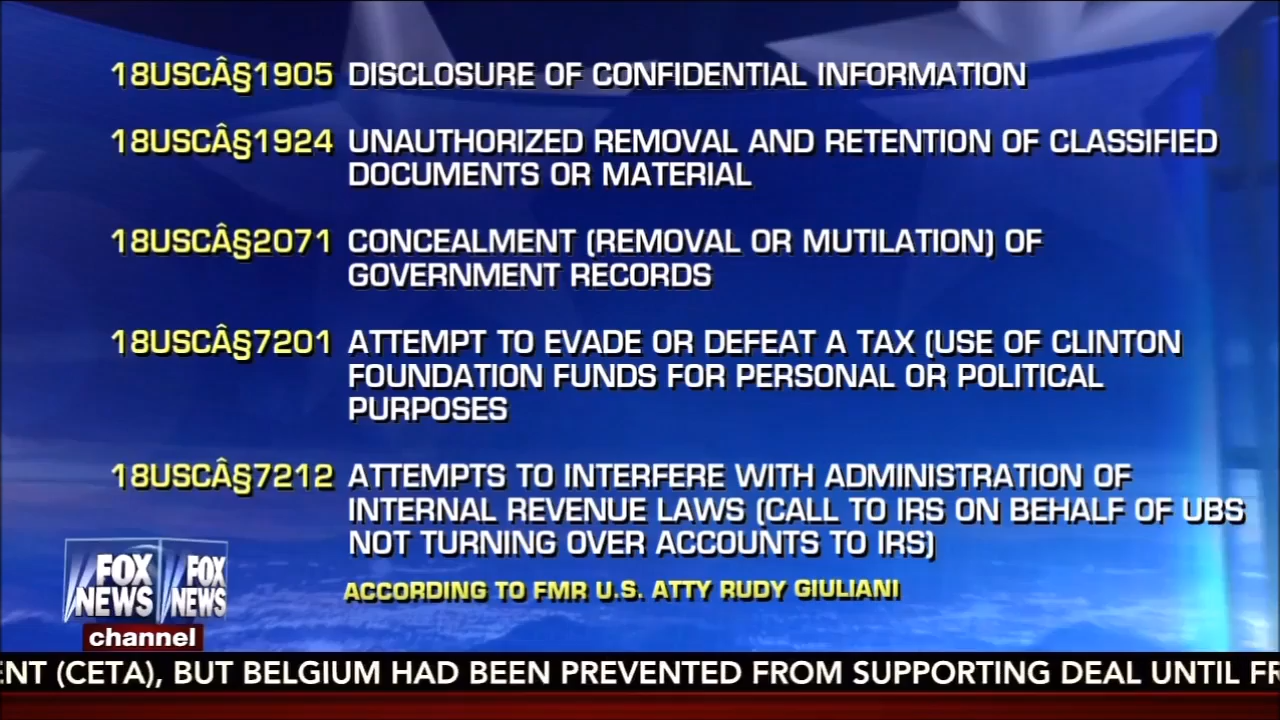 18USCÂ§1905 DISCLOSURE OF CONFIDENTIAL INFORMATION
18USCÂ§1924 UNAUTHORIZED REMOVAL AND RETENTION OF CLASSIFIED
DOCUMENTS OR MATERIAL
18USCÂ§2071 CONCEALMENT (REMOVAL OR MUTILATION) OF
GOVERNMENT RECORDS
18USCÂ§7201 ATTEMPT TO EVADE OR DEFEAT A TAX (USE OF CLINTON
FOUNDATION FUNDS FOR PERSONAL OR POLITICAL
PURPOSES
18USCÂ§7212 ATTEMPTS TO INTERFERE WITH ADMINISTRATION OF
INTERNAL REVENUE LAWS (CALL TO IRS ON BEHALF OF UBS
NOT TURNING OVER ACCOUNTS TO IRS)
ACCORDING TO FMR U.S. ATTY RUDY GIULIANI
FOX NEWS FOX NEWS
channel
ENT (CETA), BUT BELGIUM HAD BEEN PREVENTED FROM SUPPORTING DEAL UNTIL FR